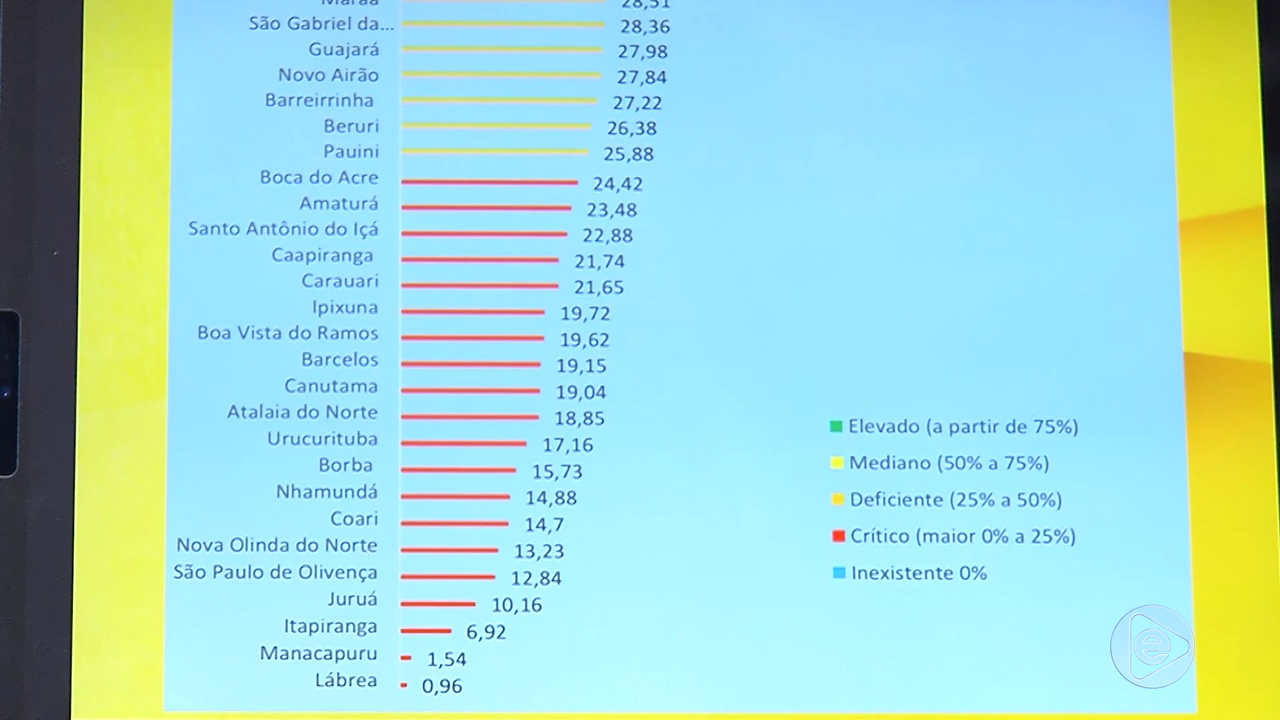 28,51
São Gabriel da... 28,36
Guajará 27,98
Novo Airão 27,84
Barreirrinha 27,22
Beruri 26,38
Pauini 25,88
Boca do Acre 24,42
Amaturá 23,48
Santo Antônio do Içá 22,88
Caapiranga 21,74
Carauari 21,65
Ipixuna 19,72
Boa Vista do Ramos 19,62
Barcelos 19,15
Canutama 19,04
Atalaia do Norte 18,85
Urucurituba 17,16
Borba 15,73
Nhamundá 14,88
Coari 14,7
Nova Olinda do Norte 13,23
São Paulo de Olivença 12,84
Juruá 10,16
Itapiranga 6,92
Manacapuru 1,54
Lábrea 0,96
Elevado (a partir de 75%)
Mediano (50% a 75%)
Deficiente (25% a 50%)
Crítico (maior 0% a 25%)
Inexistente 0%
e